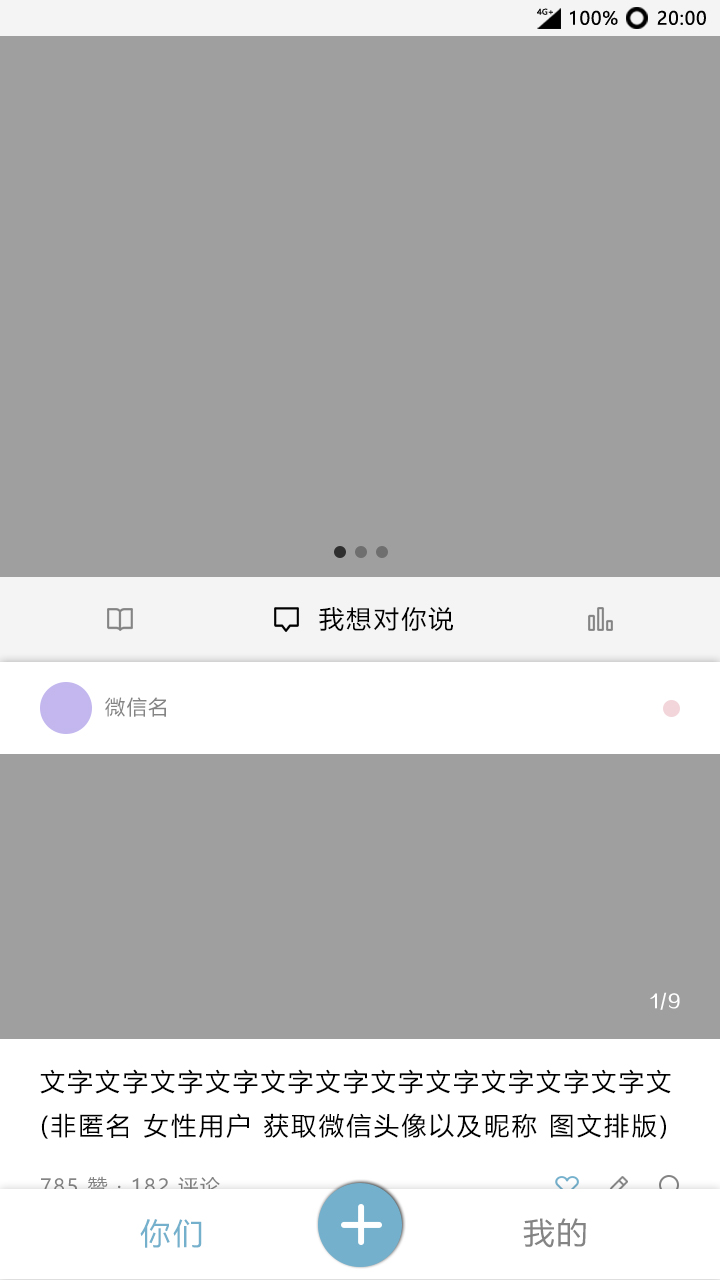 4G+ 100% 20:00
我想对你说
微信名
1/9
文字文字文字文字文字文字文字文字文字文字文字文
(非匿名 女性用户 获取微信头像以及昵称 图文排版)
785 赞 · 182 评论
你们
我的